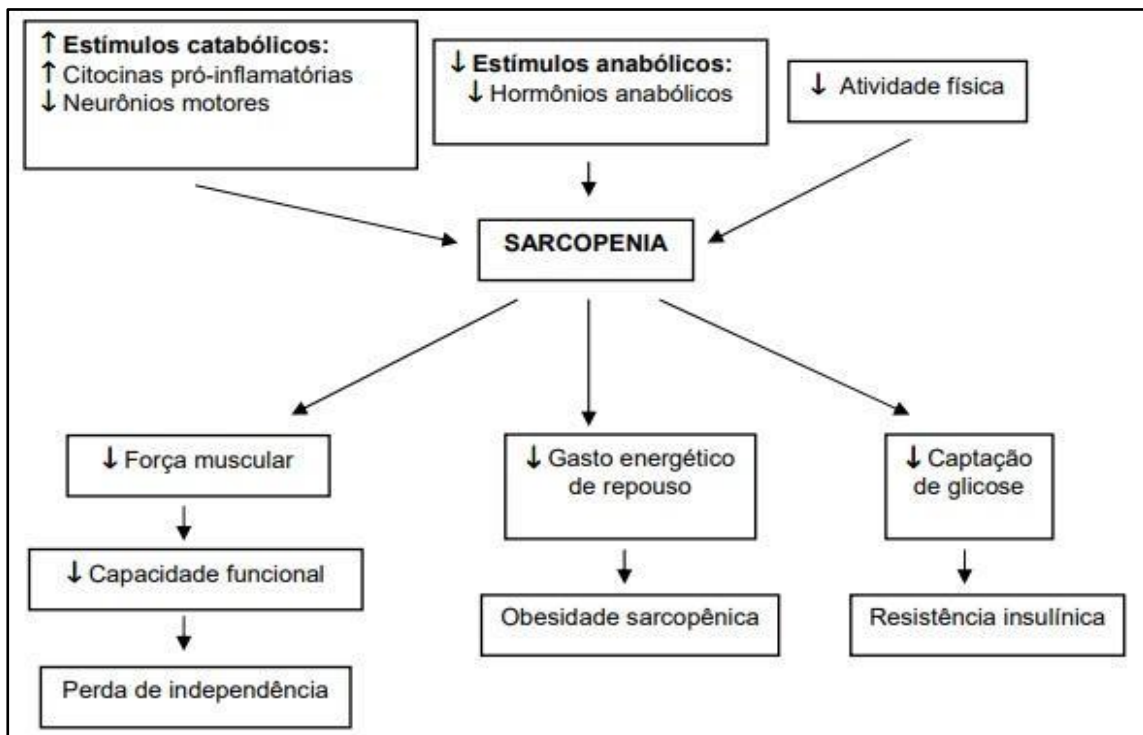 ↑ Estímulos catabólicos:
↑ Citocinas pró-inflamatórias
↓ Neurônios motores
↓ Estímulos anabólicos:
↓ Hormônios anabólicos
↓ Atividade física
SARCOPENIA
↓ Força muscular
↓ Capacidade funcional
Perda de independência
↓ Gasto energético
de repouso
Obesidade sarcopênica
↓ Captação
de glicose
Resistência insulínica